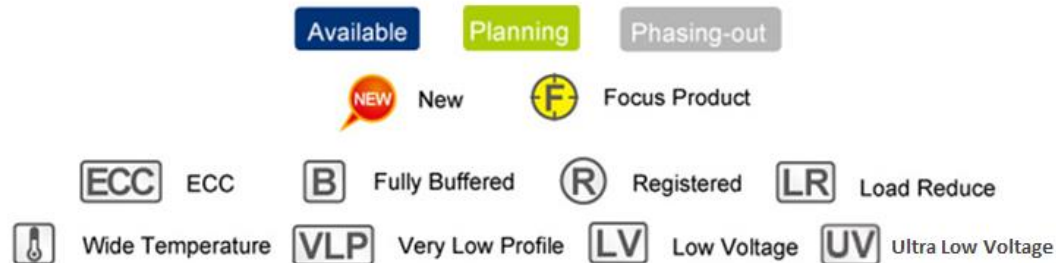 Available Planning Phasing-out
NEW New F Focus Product
ECC ECC B Fully Buffered R Registered LR Load Reduce
Wide Temperature VLP Very Low Profile LV Low Voltage UV Ultra Low Voltage